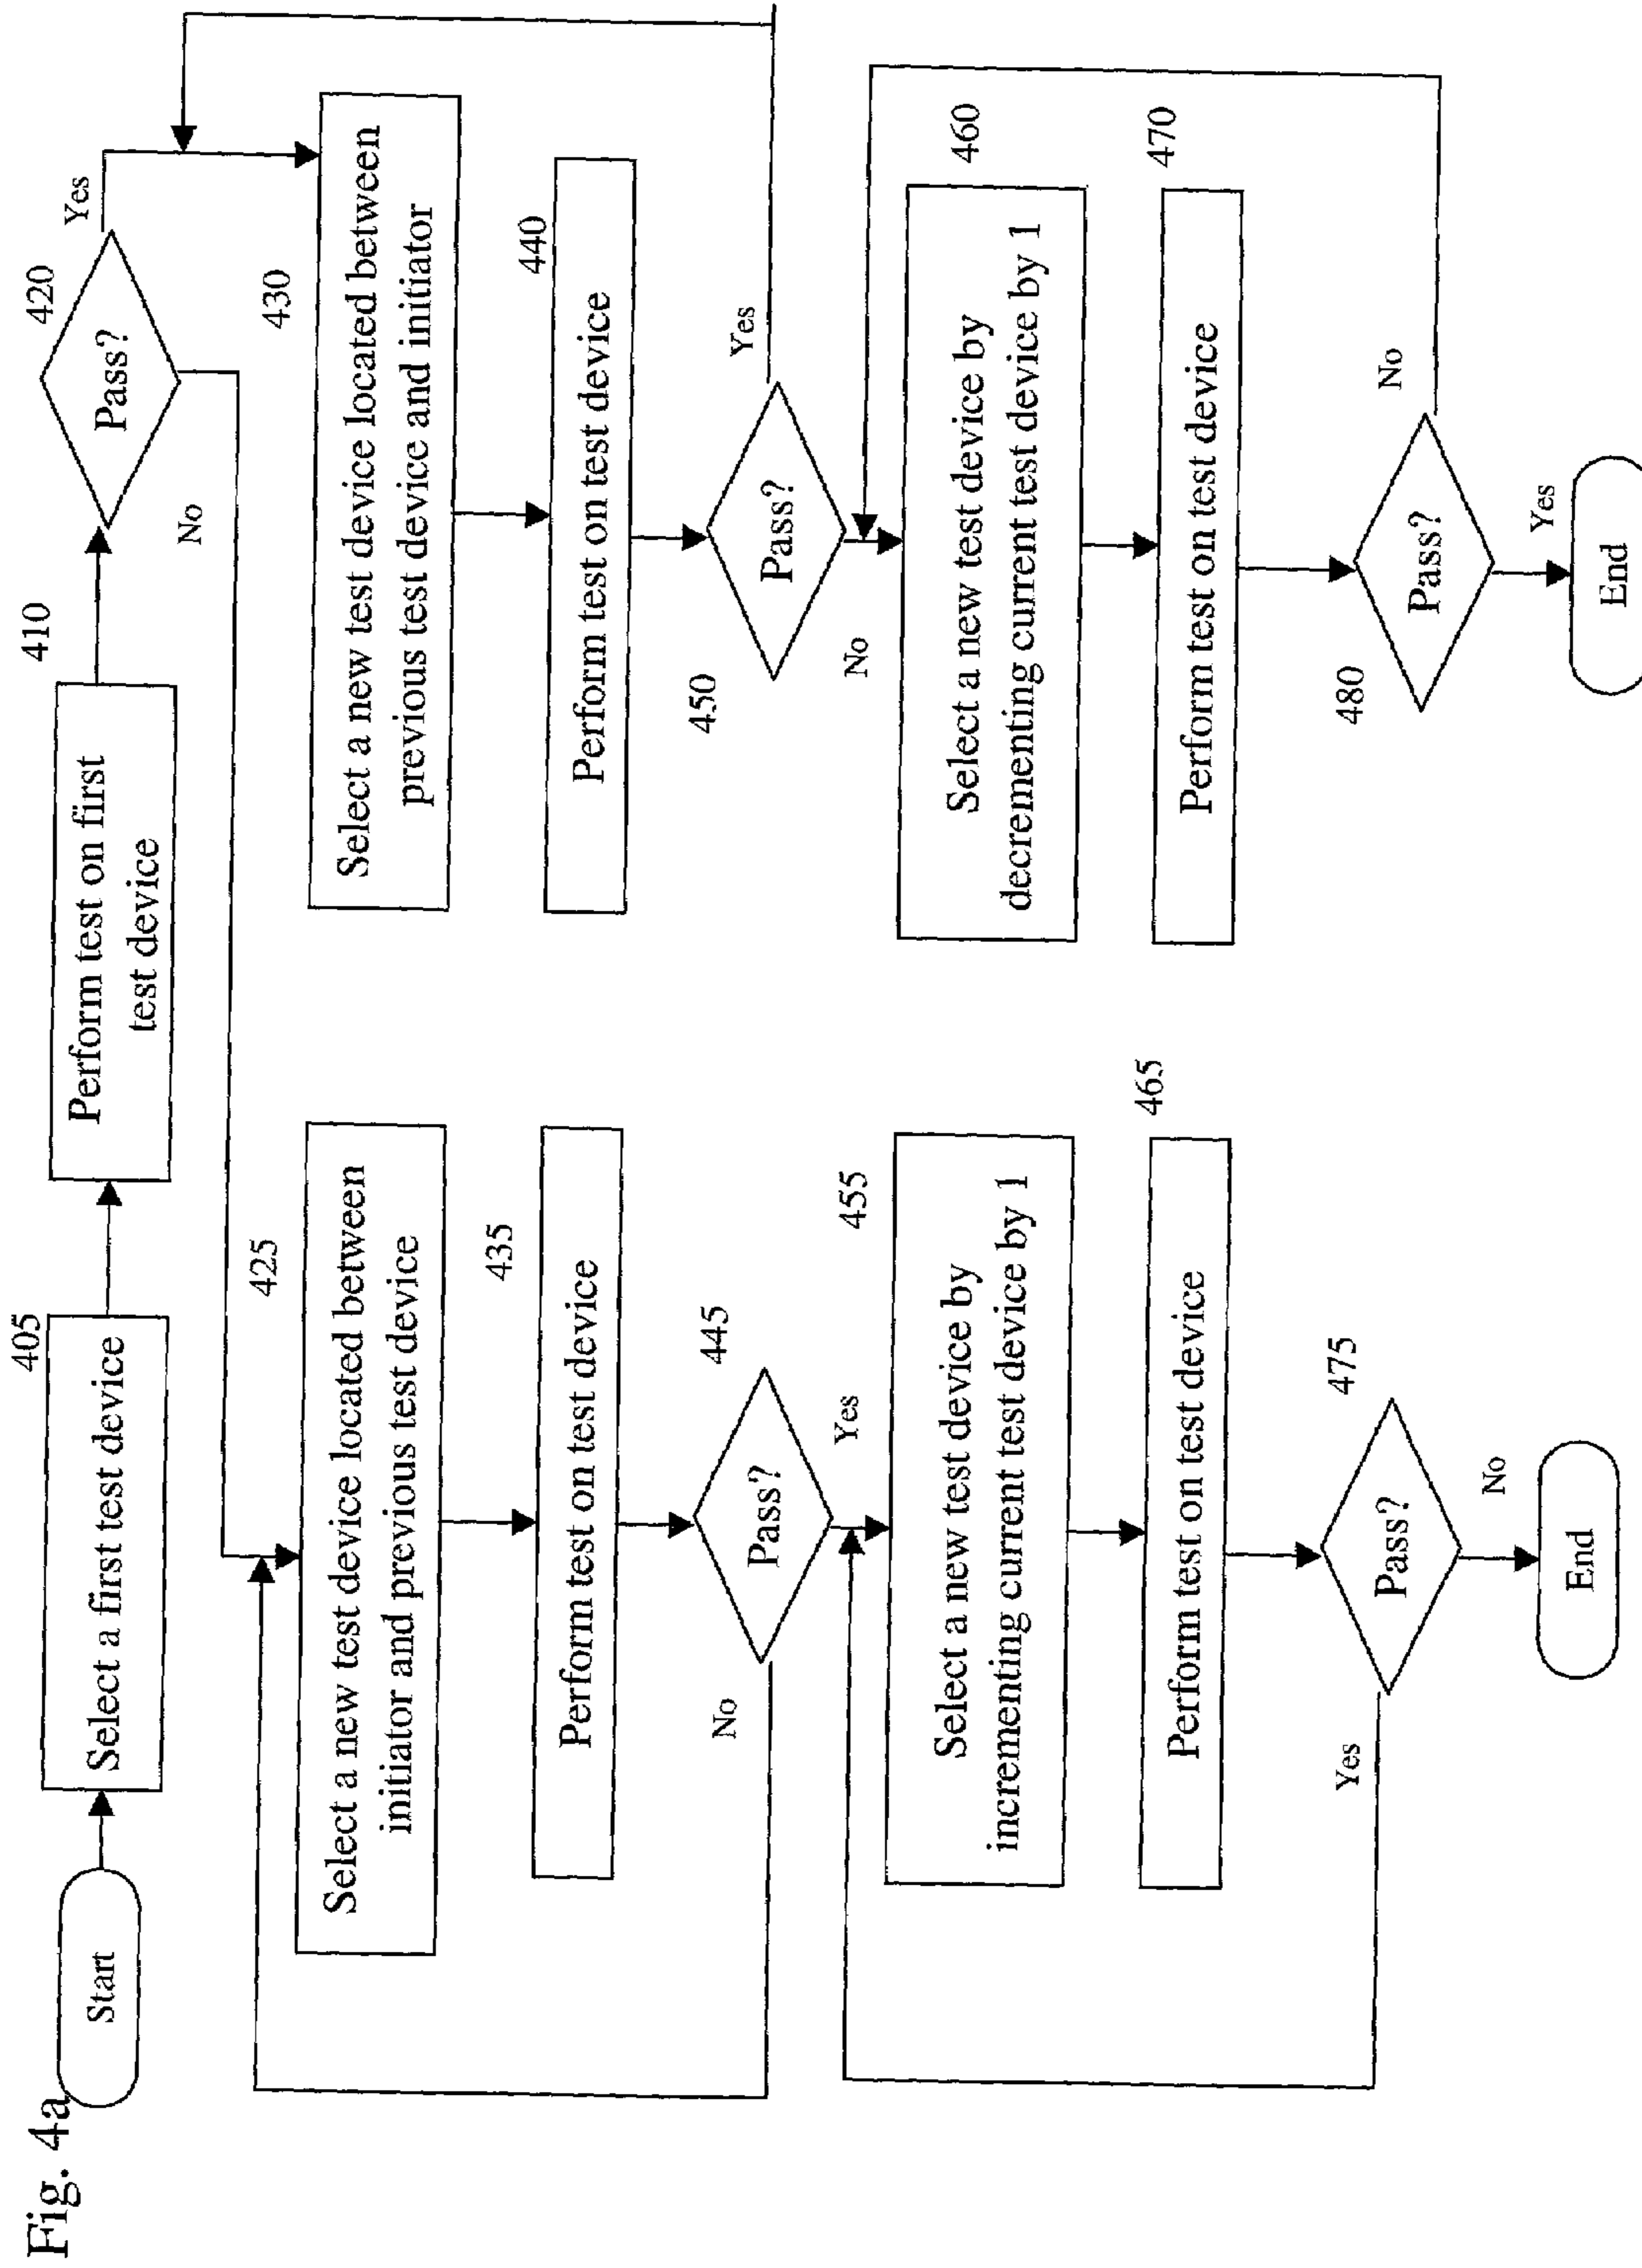 Fig. 4a
Start
405
Select a first test device
410
Perform test on first
test device
420
Pass?
Yes
No
425
Select a new test device located between
initiator and previous test device
435
Perform test on test device
445
Pass?
No
Yes
455
Select a new test device by
incrementing current test device by 1
465
Perform test on test device
475
Pass?
Yes
No
End
430
Select a new test device located between
previous test device and initiator
440
Perform test on test device
450
Pass?
Yes
No
460
Select a new test device by
decrementing current test device by 1
470
Perform test on test device
480
Pass?
No
Yes
End